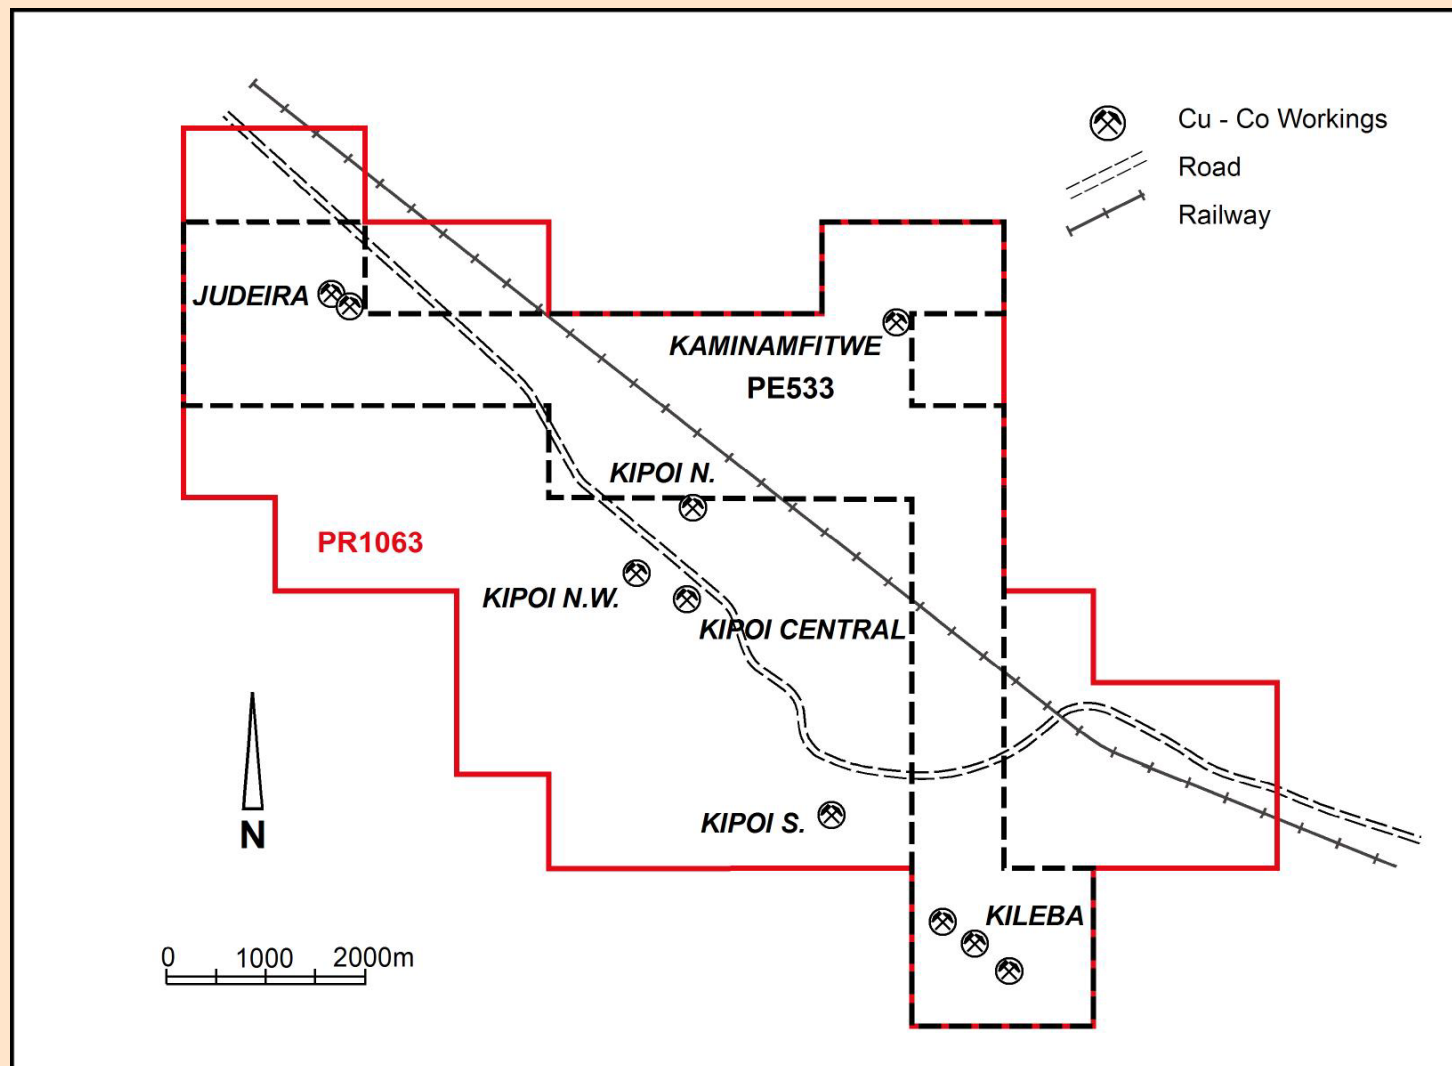 Cu - Co Workings
Road
Railway
JUDEIRA
KAMINAMFITWE
PE533
KIPOI N.
PR1063
KIPOI N.W.
KIPOI CENTRAL
KIPOI S.
N
KILEBA
0 1000 2000m